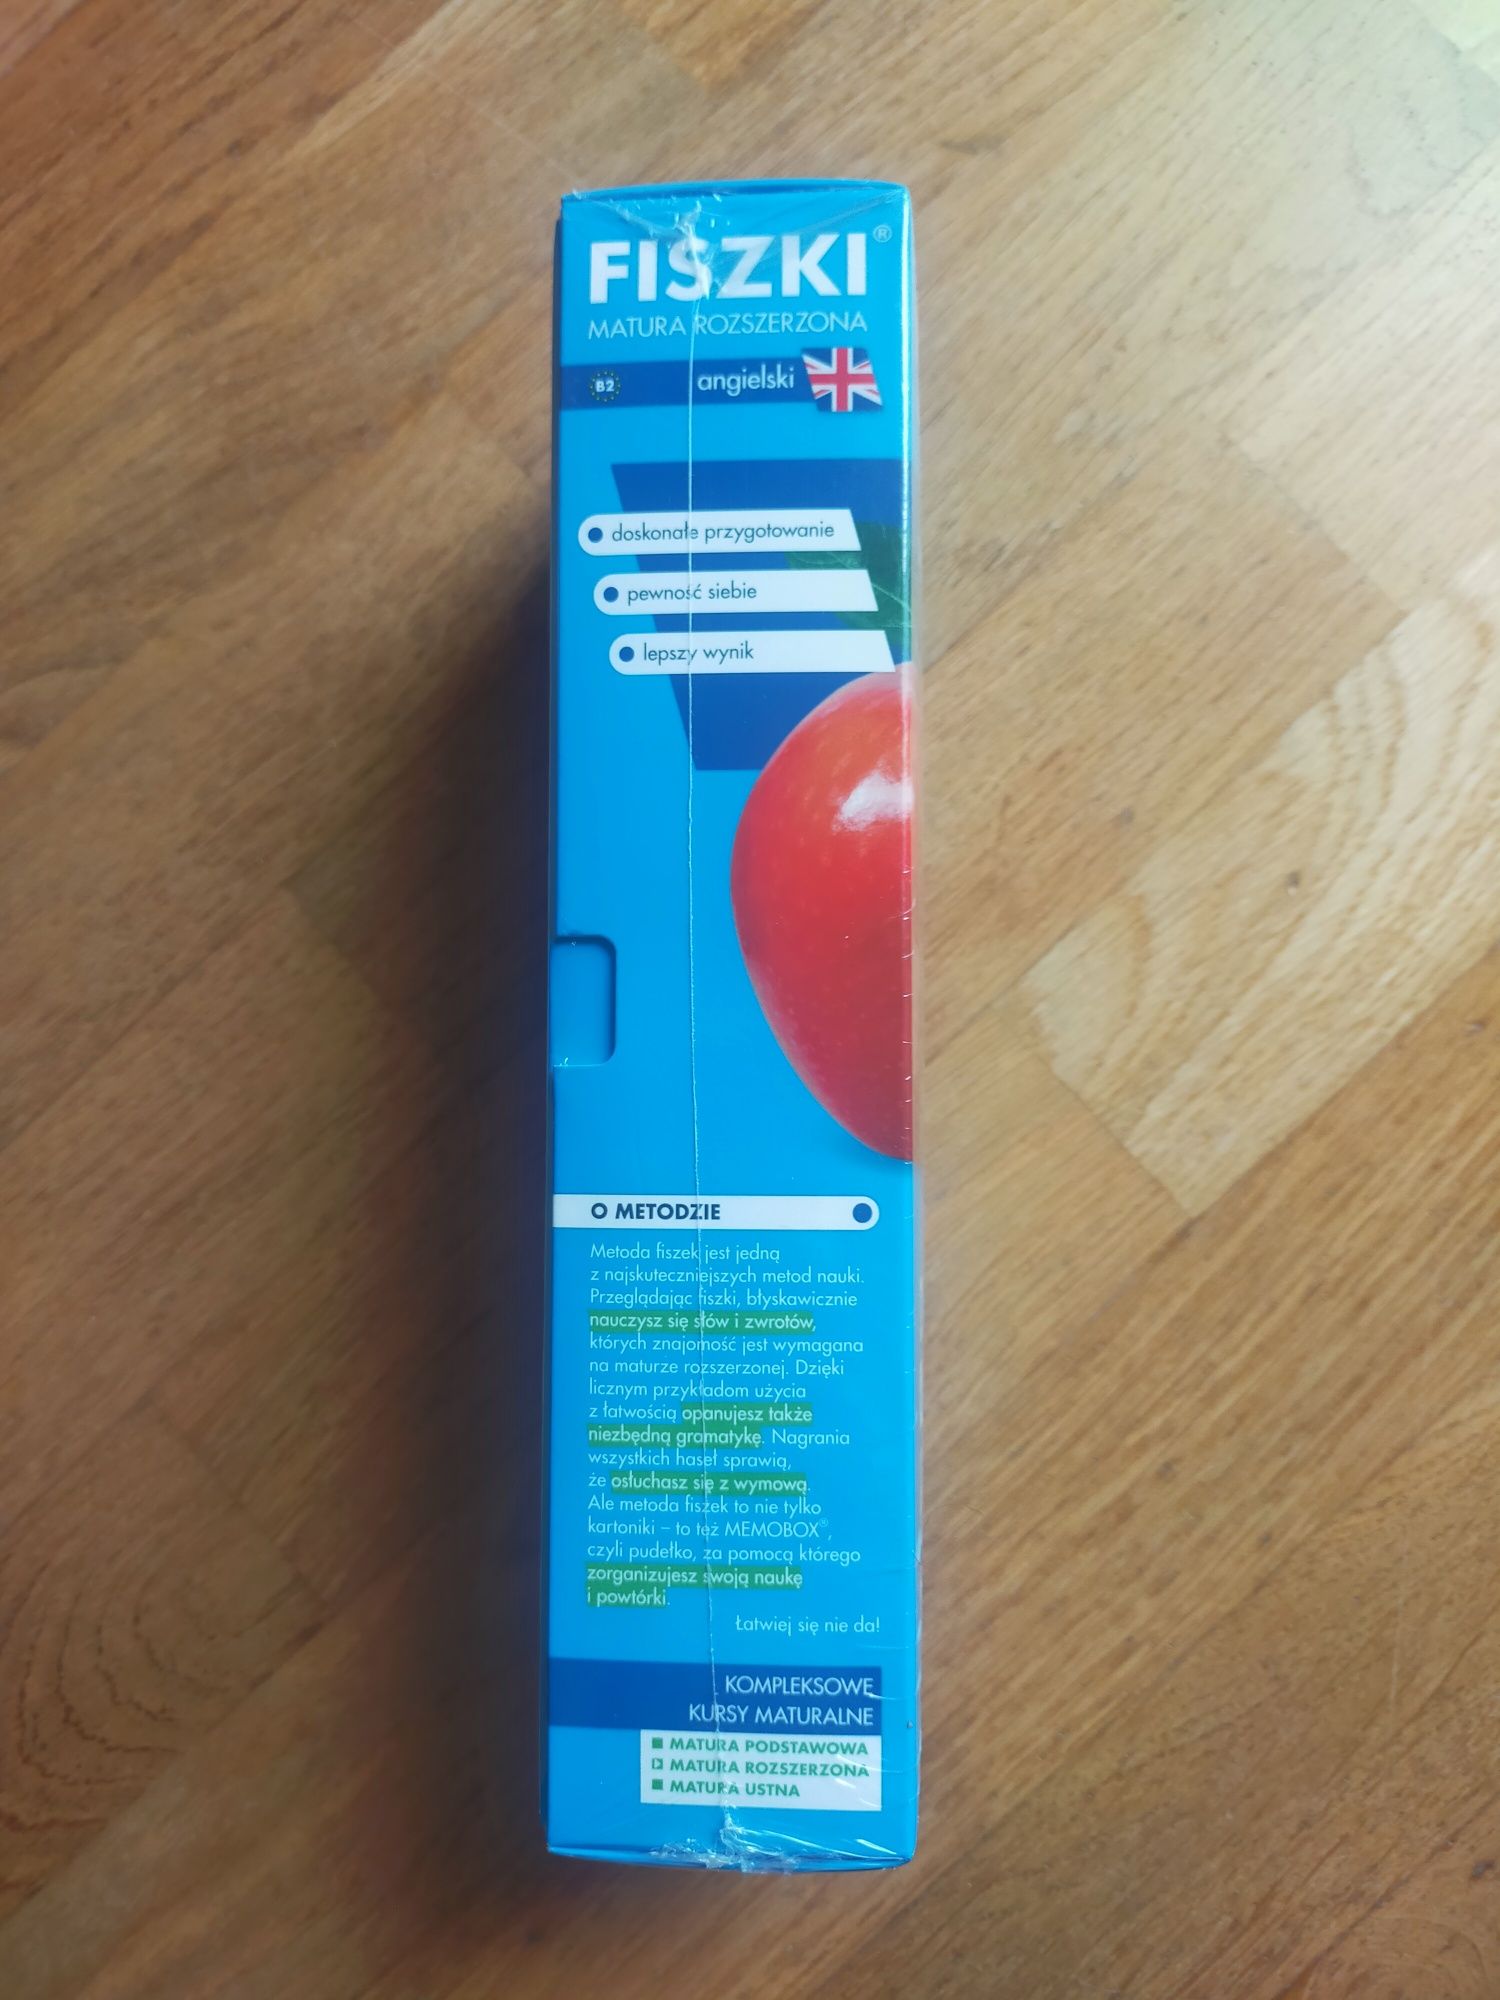 FISZKI®
MATURA ROZSZERZONA
B2 angielski
doskonałe przygotowanie
pewność siebie
lepszy wynik
O METODZIE
Metoda fiszek jest jedną
z najskuteczniejszych metod nauki.
Przeglądając fiszki, błyskawicznie
nauczysz się słów i zwrotów,
których znajomość jest wymagana
na maturze rozszerzonej. Dzięki
licznym przykładom użycia
z łatwością opanujesz także
niezbędną gramatykę. Nagrania
wszystkich haseł sprawią,
że osłuchasz się z wymową.
Ale metoda fiszek to nie tylko
kartoniki – to też MEMOBOX®,
czyli pudełko, za pomocą którego
zorganizujesz swoją naukę
i powtórki.
Łatwiej się nie da!
KOMPLEKSOWE
KURSY MATURALNE
MATURA PODSTAWOWA
MATURA ROZSZERZONA
MATURA USTNA